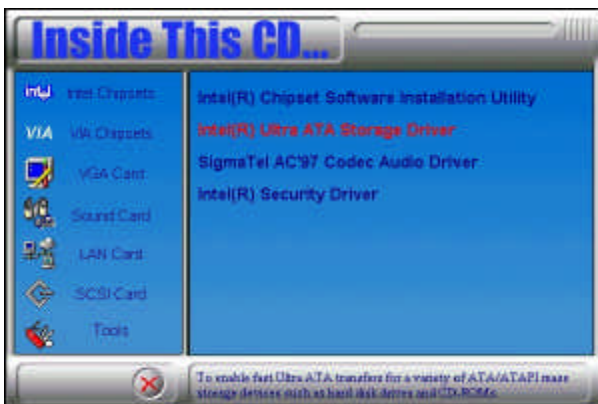 Inside This CD...
intel Intel Chipsets
VIA VIA Chipsets
VGA Card
Sound Card
LAN Card
SCSI Card
Tools
Intel(R) Chipset Software Installation Utility
Intel(R) Ultra ATA Storage Driver
SigmaTel AC'97 Codec Audio Driver
Intel(R) Security Driver
To enable fast Ultra ATA transfers for a variety of ATA/ATAPI mass
storage devices such as hard disk drives and CD-ROMs.